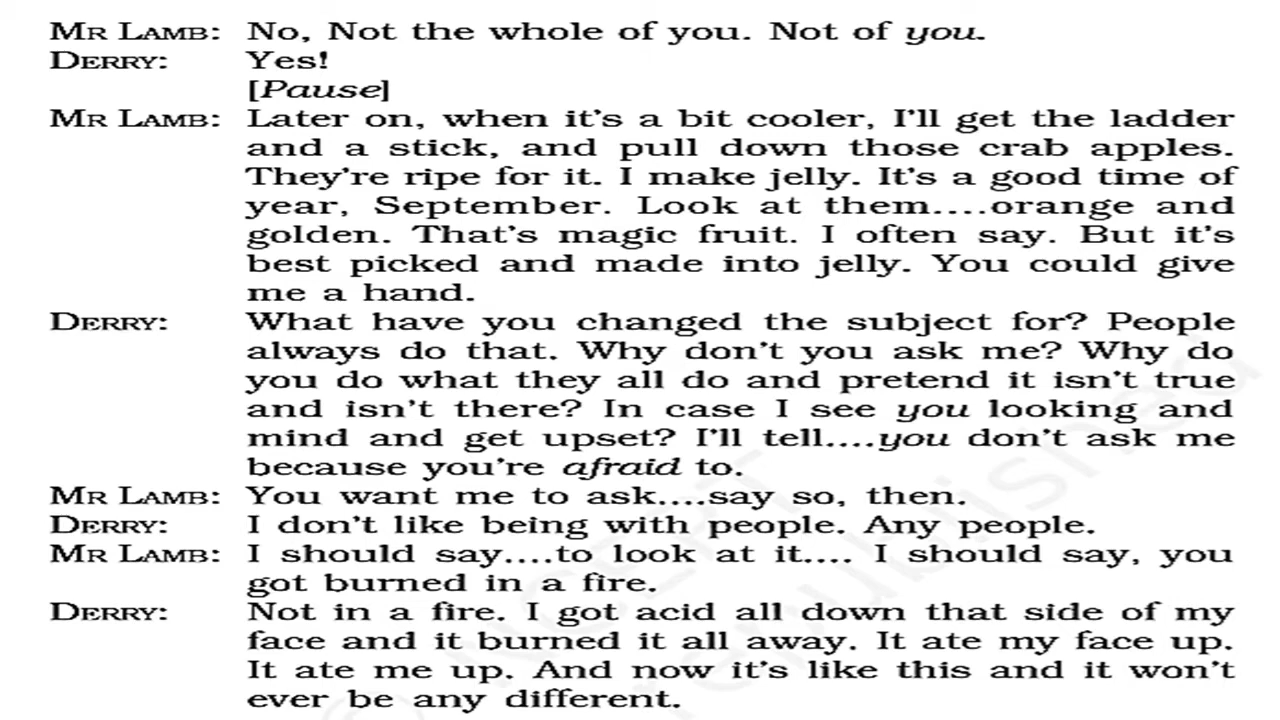 MR LAMB: No, Not the whole of you. Not of you.
DERRY: Yes!
[Pause]
MR LAMB: Later on, when it's a bit cooler, I'll get the ladder
and a stick, and pull down those crab apples.
They're ripe for it. I make jelly. It's a good time of
year, September. Look at them....orange and
golden. That's magic fruit. I often say. But it's
best picked and made into jelly. You could give
me a hand.
DERRY: What have you changed the subject for? People
always do that. Why don't you ask me? Why do
you do what they all do and pretend it isn't true
and isn't there? In case I see you looking and
mind and get upset? I'll tell....you don't ask me
because you're afraid to.
MR LAMB: You want me to ask....say so, then.
DERRY: I don't like being with people. Any people.
MR LAMB: I should say....to look at it.... I should say, you
got burned in a fire.
DERRY: Not in a fire. I got acid all down that side of my
face and it burned it all away. It ate my face up.
It ate me up. And now it's like this and it won't
ever be any different.
© NCERT
republished